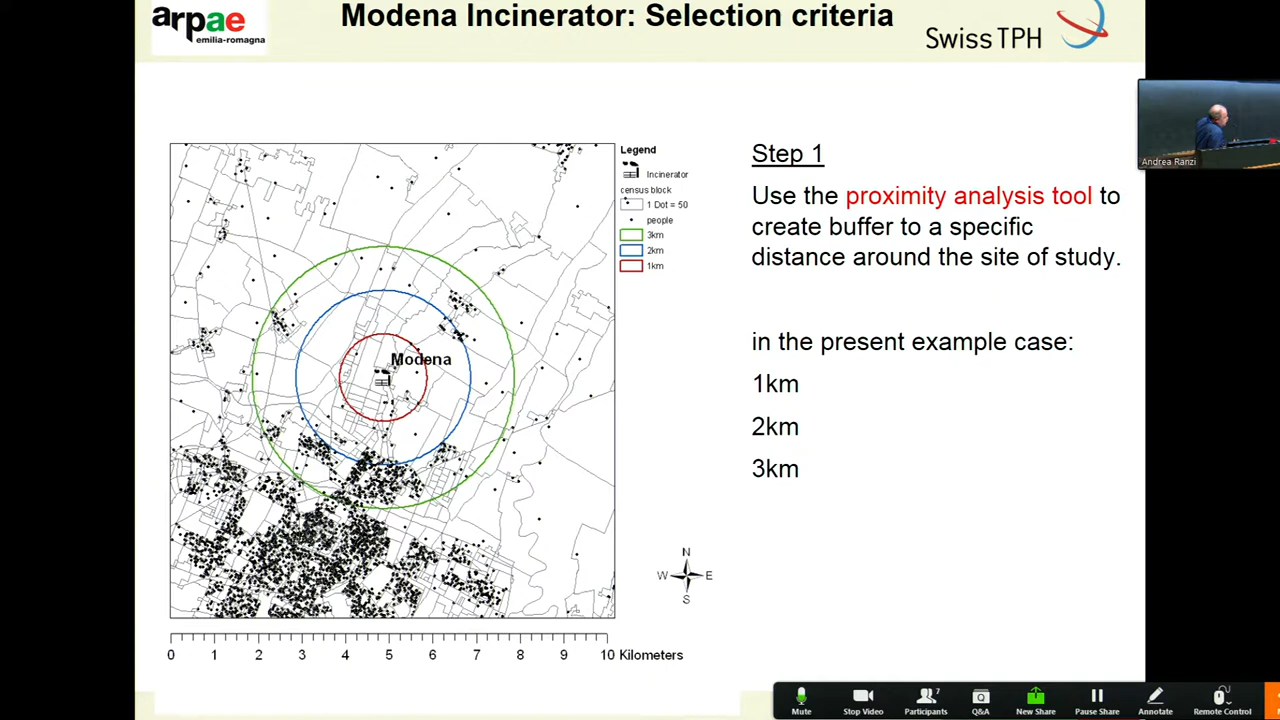 arpae
emilia-romagna
Modena Incinerator: Selection criteria
SwissTPH
Andrea Ranzi
Legend
Incinerator
census block
1 Dot = 50
people
3km
2km
1km
Modena
N
W E
S
0 1 2 3 4 5 6 7 8 9 10 Kilometers
Step 1
Use the proximity analysis tool to
create buffer to a specific
distance around the site of study.
in the present example case:
1km
2km
3km
Mute
Stop Video
7
Participants
Q&A
New Share
Pause Share
Annotate
Remote Control